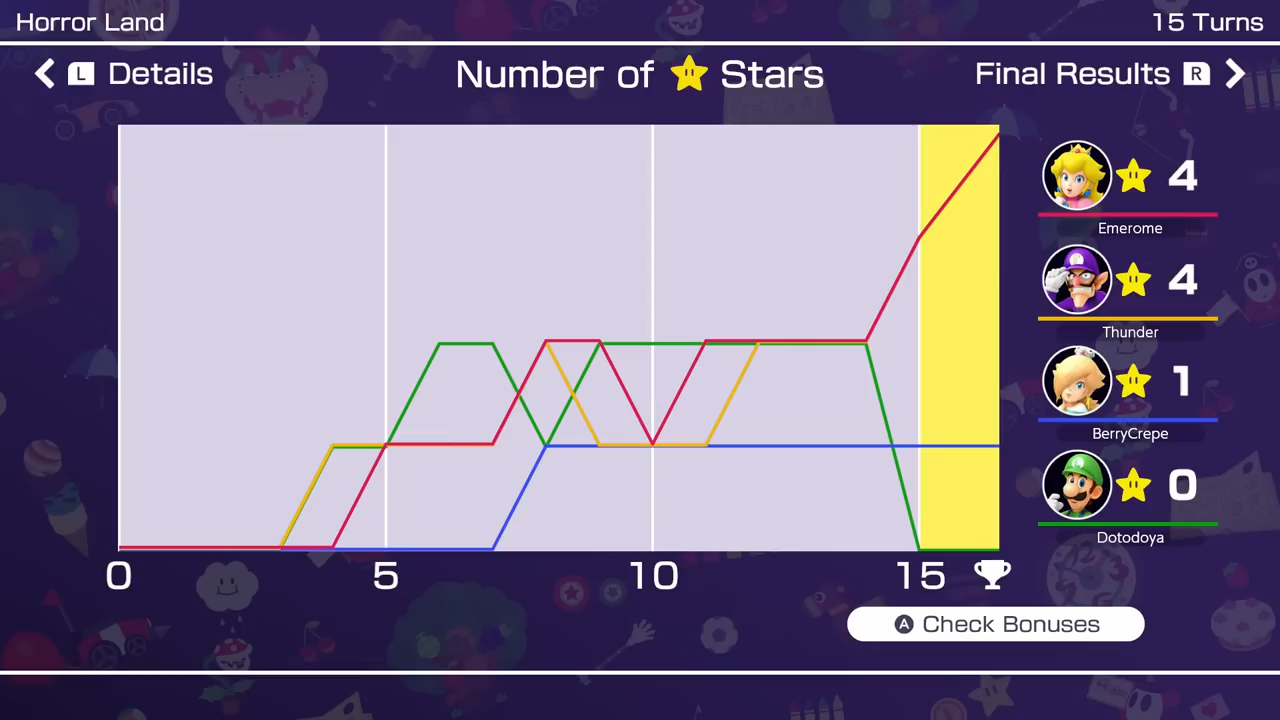 Horror Land
15 Turns
L Details
Number of Stars
Final Results R
4
Emerome
4
Thunder
1
BerryCrepe
0
Dotodoya
0 5 10 15
A Check Bonuses